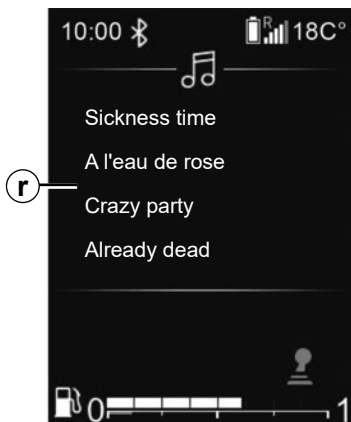 10:00 R 18C°
Sickness time
A l'eau de rose
r
Crazy party
Already dead
0 1